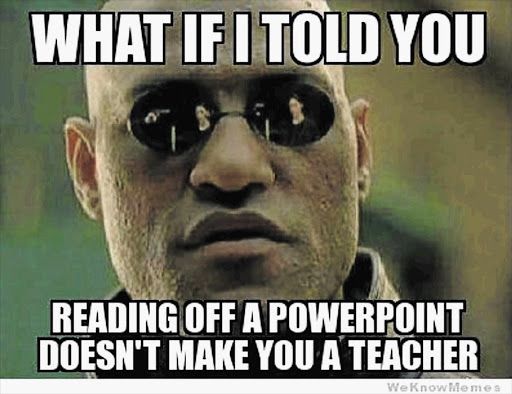 WHAT IF I TOLD YOU
READING OFF A POWERPOINT
DOESN'T MAKE YOU A TEACHER
WeKnowMemes